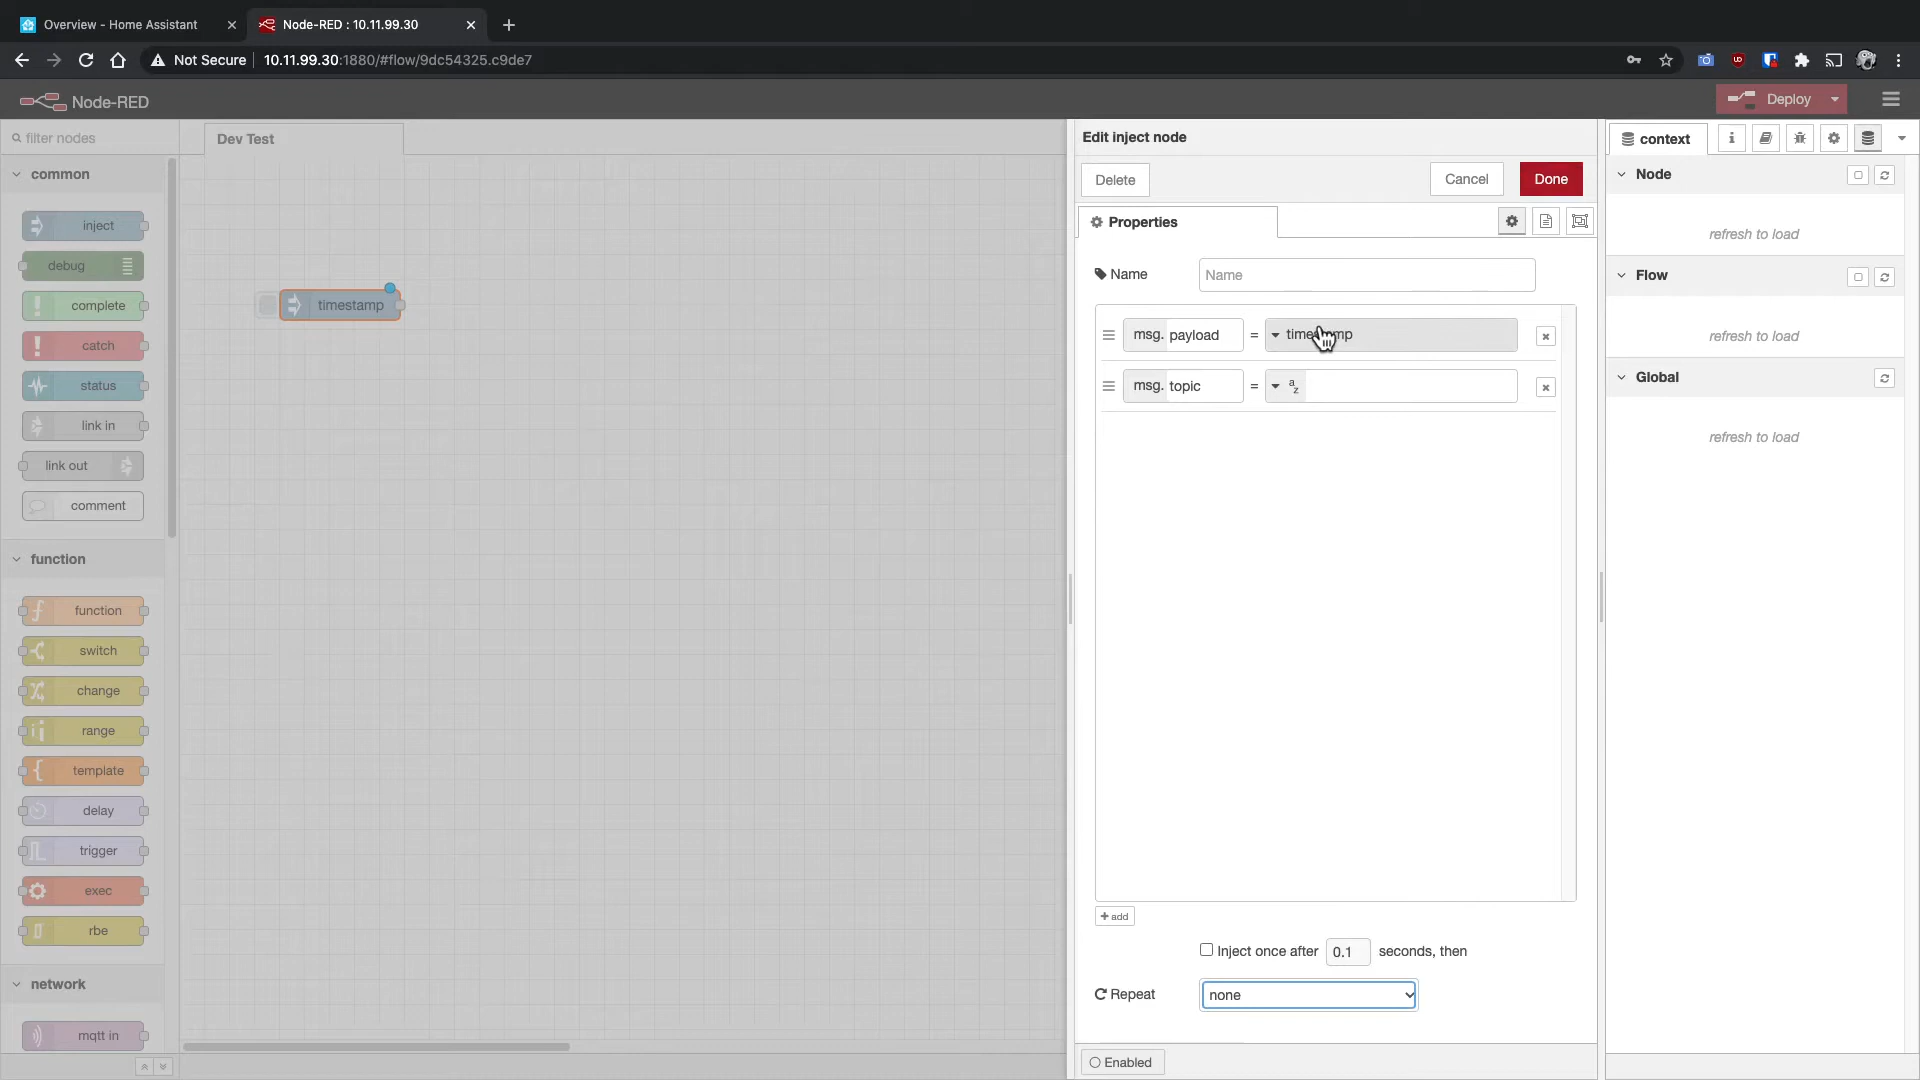 Overview - Home Assistant
Node-RED : 10.11.99.30
Not Secure
10.11.99.30:1880/#flow/9dc54325.c9de7
Node-RED
Deploy
filter nodes
common
inject
debug
complete
catch
status
link in
link out
comment
function
function
switch
change
range
template
delay
trigger
exec
rbe
network
mqtt in
Dev Test
timestamp
Edit inject node
Delete
Cancel
Done
Properties
Name
Name
msg. payload = timestamp
msg. topic = a z
add
Inject once after 0.1 seconds, then
Repeat
none
Enabled
context
Node
refresh to load
Flow
refresh to load
Global
refresh to load